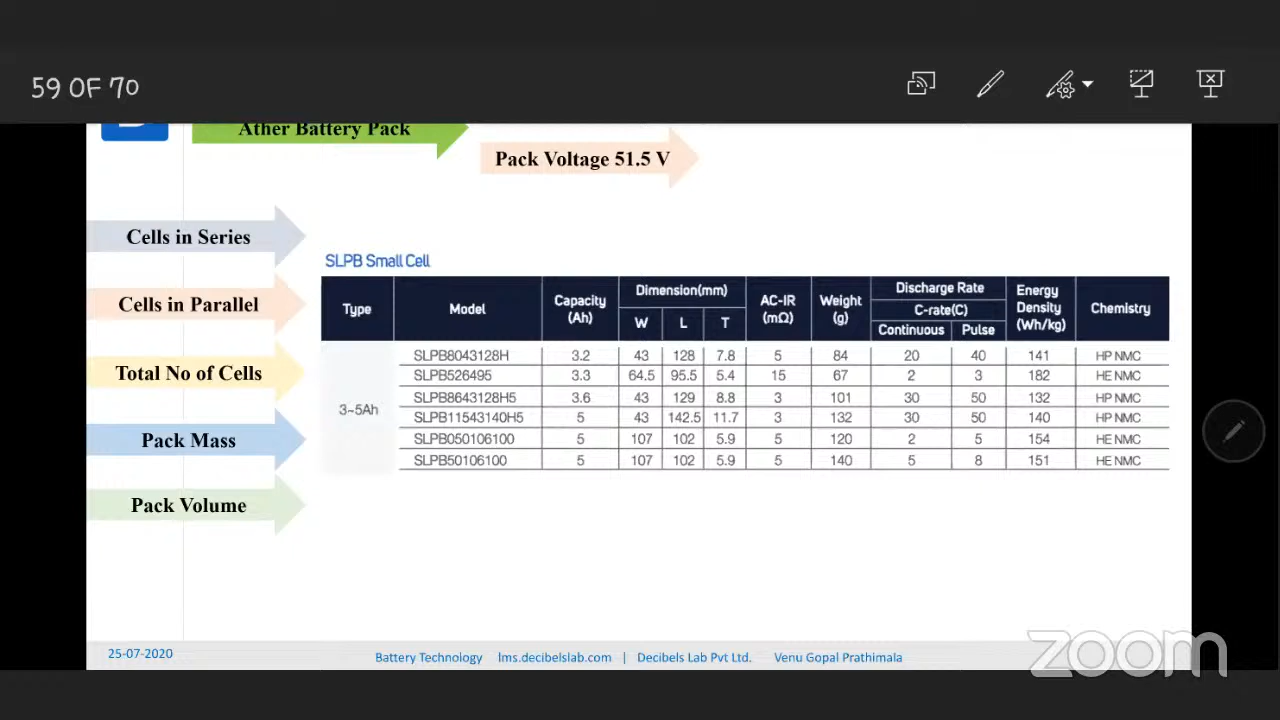 59 OF 70
Ather Battery Pack
Pack Voltage 51.5 V
Cells in Series
Cells in Parallel
Total No of Cells
Pack Mass
Pack Volume
SLPB Small Cell
Type Model Capacity (Ah) Dimension(mm) W L T AC-IR (mΩ) Weight (g) Discharge Rate C-rate(C) Continuous Pulse Energy Density (Wh/kg) Chemistry
3~5Ah
SLPB8043128H 3.2 43 128 7.8 5 84 20 40 141 HP NMC
SLPB526495 3.3 64.5 95.5 5.4 15 67 2 3 182 HE NMC
SLPB8643128H5 3.6 43 129 8.8 3 101 30 50 132 HP NMC
SLPB11543140H5 5 43 142.5 11.7 3 132 30 50 140 HP NMC
SLPB050106100 5 107 102 5.9 5 120 2 5 154 HE NMC
SLPB50106100 5 107 102 5.9 5 140 5 8 151 HE NMC
25-07-2020
Battery Technology lms.decibelslab.com | Decibels Lab Pvt Ltd. Venu Gopal Prathimala
zoom